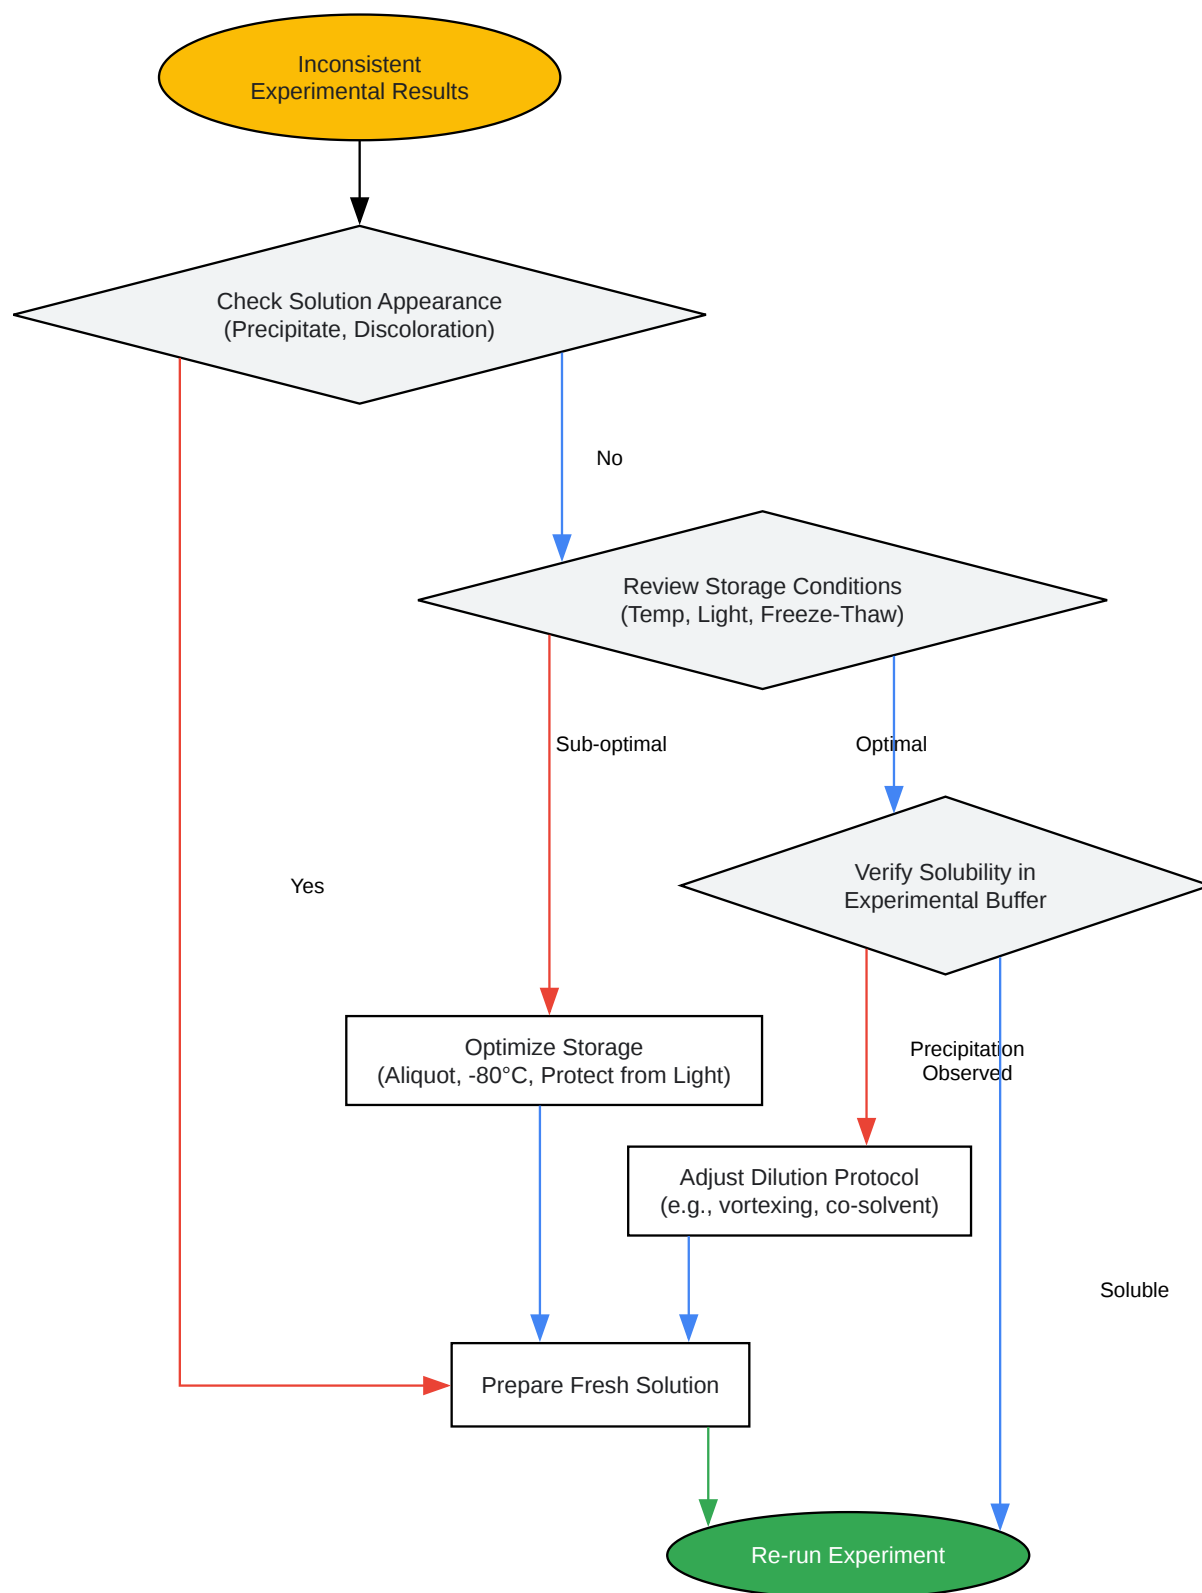 Inconsistent
Experimental Results
Check Solution Appearance
(Precipitate, Discoloration)
No
Review Storage Conditions
(Temp, Light, Freeze-Thaw)
Sub-optimal
Optimal
Verify Solubility in
Experimental Buffer
Yes
Optimize Storage
(Aliquot, -80°C, Protect from Light)
Precipitation
Observed
Adjust Dilution Protocol
(e.g., vortexing, co-solvent)
Soluble
Prepare Fresh Solution
Re-run Experiment